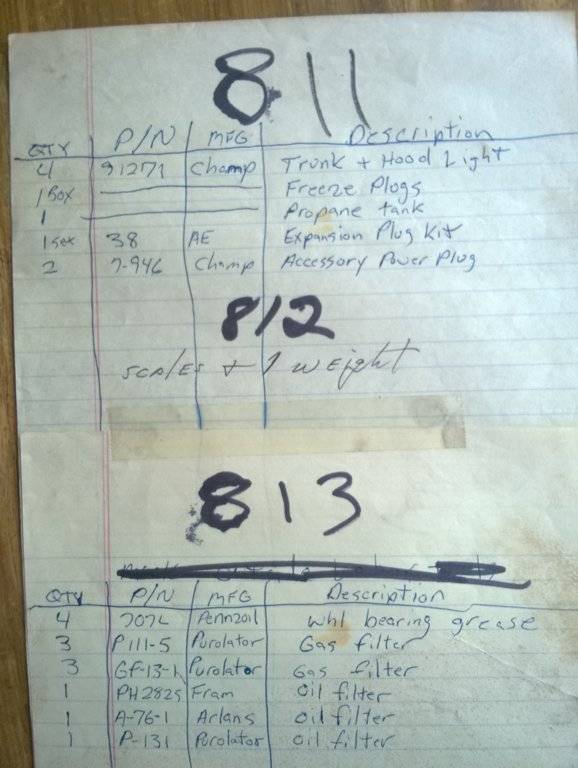 811
QTY P/N MFG Description
4 91271 Champ Trunk + Hood Light
1 Box Freeze Plogs
1 Propane tank
1 set 38 AE Expansion Plug Kit
2 7-946 Champ Accessory Power Plug
812
SCAlES + 1 WEight
813
QTY P/N MFG Description
4 707L Pennzoil Whl bearing grease
3 P111-5 Purolator Gas filter
3 GF-13-1 Purolator Gas filter
1 PH2825 Fram oil filter
1 A-76-1 Arlans oil filter
1 P-131 Purolator oil filter